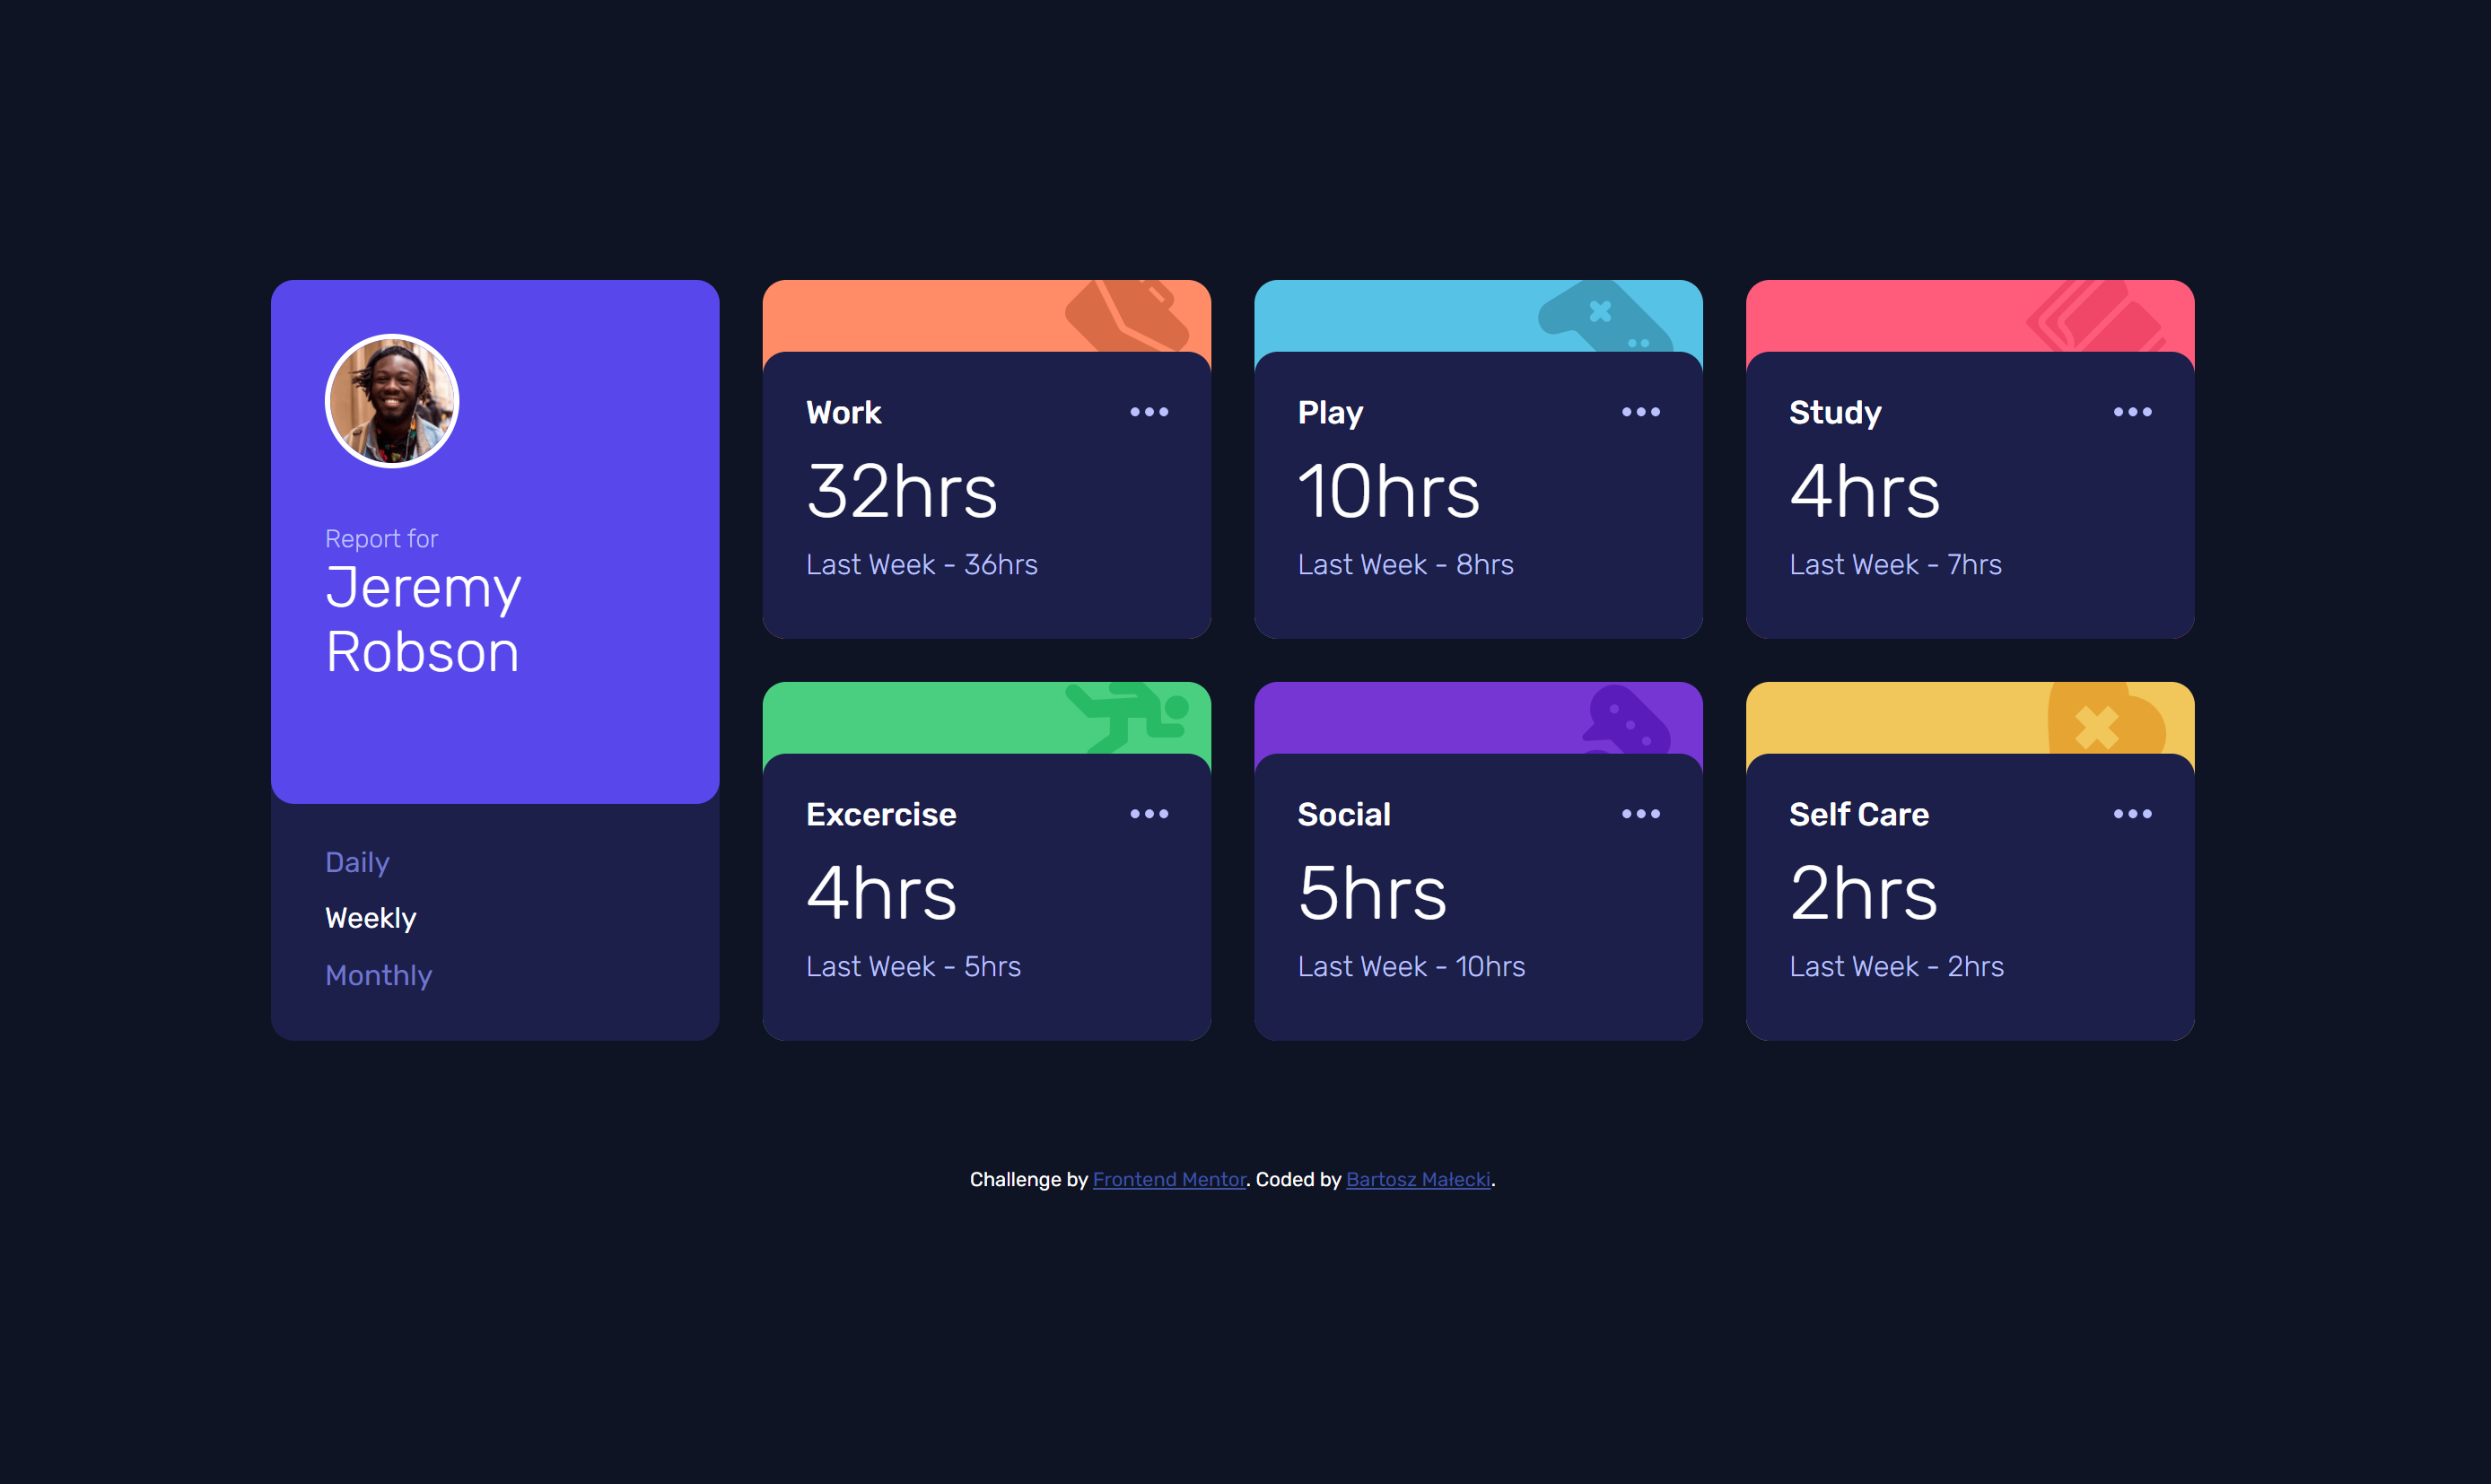 Report for
Jeremy
Robson
Daily
Weekly
Monthly
Work
32hrs
Last Week - 36hrs
Play
10hrs
Last Week - 8hrs
Study
4hrs
Last Week - 7hrs
Excercise
4hrs
Last Week - 5hrs
Social
5hrs
Last Week - 10hrs
Self Care
2hrs
Last Week - 2hrs
Challenge by Frontend Mentor. Coded by Bartosz Małecki.